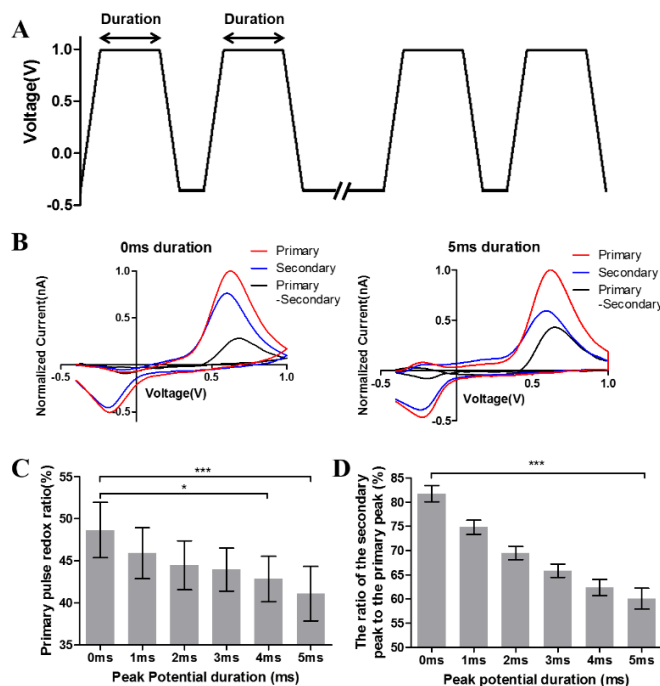 A
Duration
Duration
Voltage(V)
1.0
0.5
0.0
-0.5
B
0ms duration
Primary
Secondary
Primary
-Secondary
Normalized Current(nA)
1.0
0.5
-0.5
-0.5
0.5
1.0
Voltage(V)
5ms duration
Primary
Secondary
Primary
-Secondary
Normalized Current(nA)
1.0
0.5
-0.5
-0.5
0.5
1.0
Voltage(V)
C
Primary pulse redox ratio(%)
55
50
45
40
35
***
*
0ms 1ms 2ms 3ms 4ms 5ms
Peak Potential duration (ms)
D
The ratio of the secondary
peak to the primary peak (%)
85
80
75
70
65
60
55
50
***
0ms 1ms 2ms 3ms 4ms 5ms
Peak potential duration (ms)